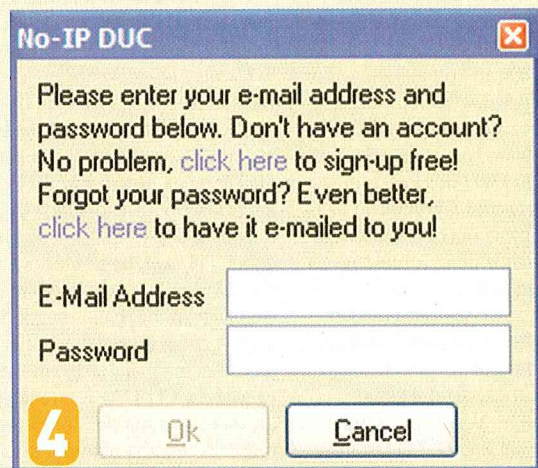 No-IP DUC
Please enter your e-mail address and
password below. Don't have an account?
No problem, click here to sign-up free!
Forgot your password? Even better,
click here to have it e-mailed to you!
E-Mail Address
Password
4
Ok
Cancel